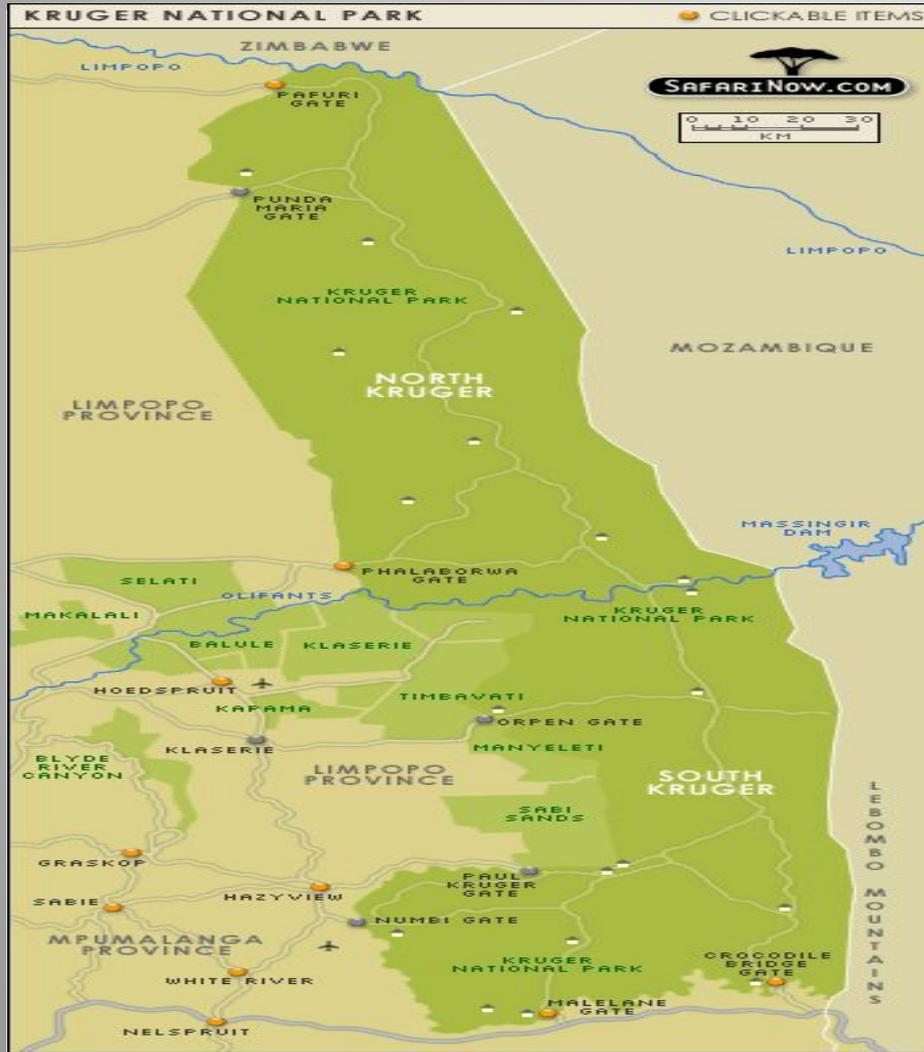 KRUGER NATIONAL PARK
CLICKABLE ITEMS
ZIMBABWE
LIMPOPO
SAFARINOW.COM
PAFURI
GATE
0 10 20 30
KM
PUNDA
MARIA
GATE
LIMPOPO
KRUGER
NATIONAL PARK
MOZAMBIQUE
NORTH
KRUGER
LIMPOPO
PROVINCE
MASSINGIR
DAM
PHALABORWA
GATE
SELATI
OLIFANTS
MAKALALI
KRUGER
NATIONAL PARK
BALULE
KLASERIE
HOEDSPRUIT
TIMBAVATI
KAPAMA
ORPEN GATE
KLASERIE
MANYELETI
BLYDE
RIVER
CANYON
LIMPOPO
PROVINCE
SOUTH
KRUGER
SABI
SANDS
LEBOMBO MOUNTAINS
GRASKOP
PAUL
KRUGER
GATE
HAZYVIEW
SABIE
NUMBI GATE
MPUMALANGA
PROVINCE
KRUGER
NATIONAL PARK
CROCODILE
BRIDGE
GATE
WHITE RIVER
MALELANE
GATE
NELSPRUIT